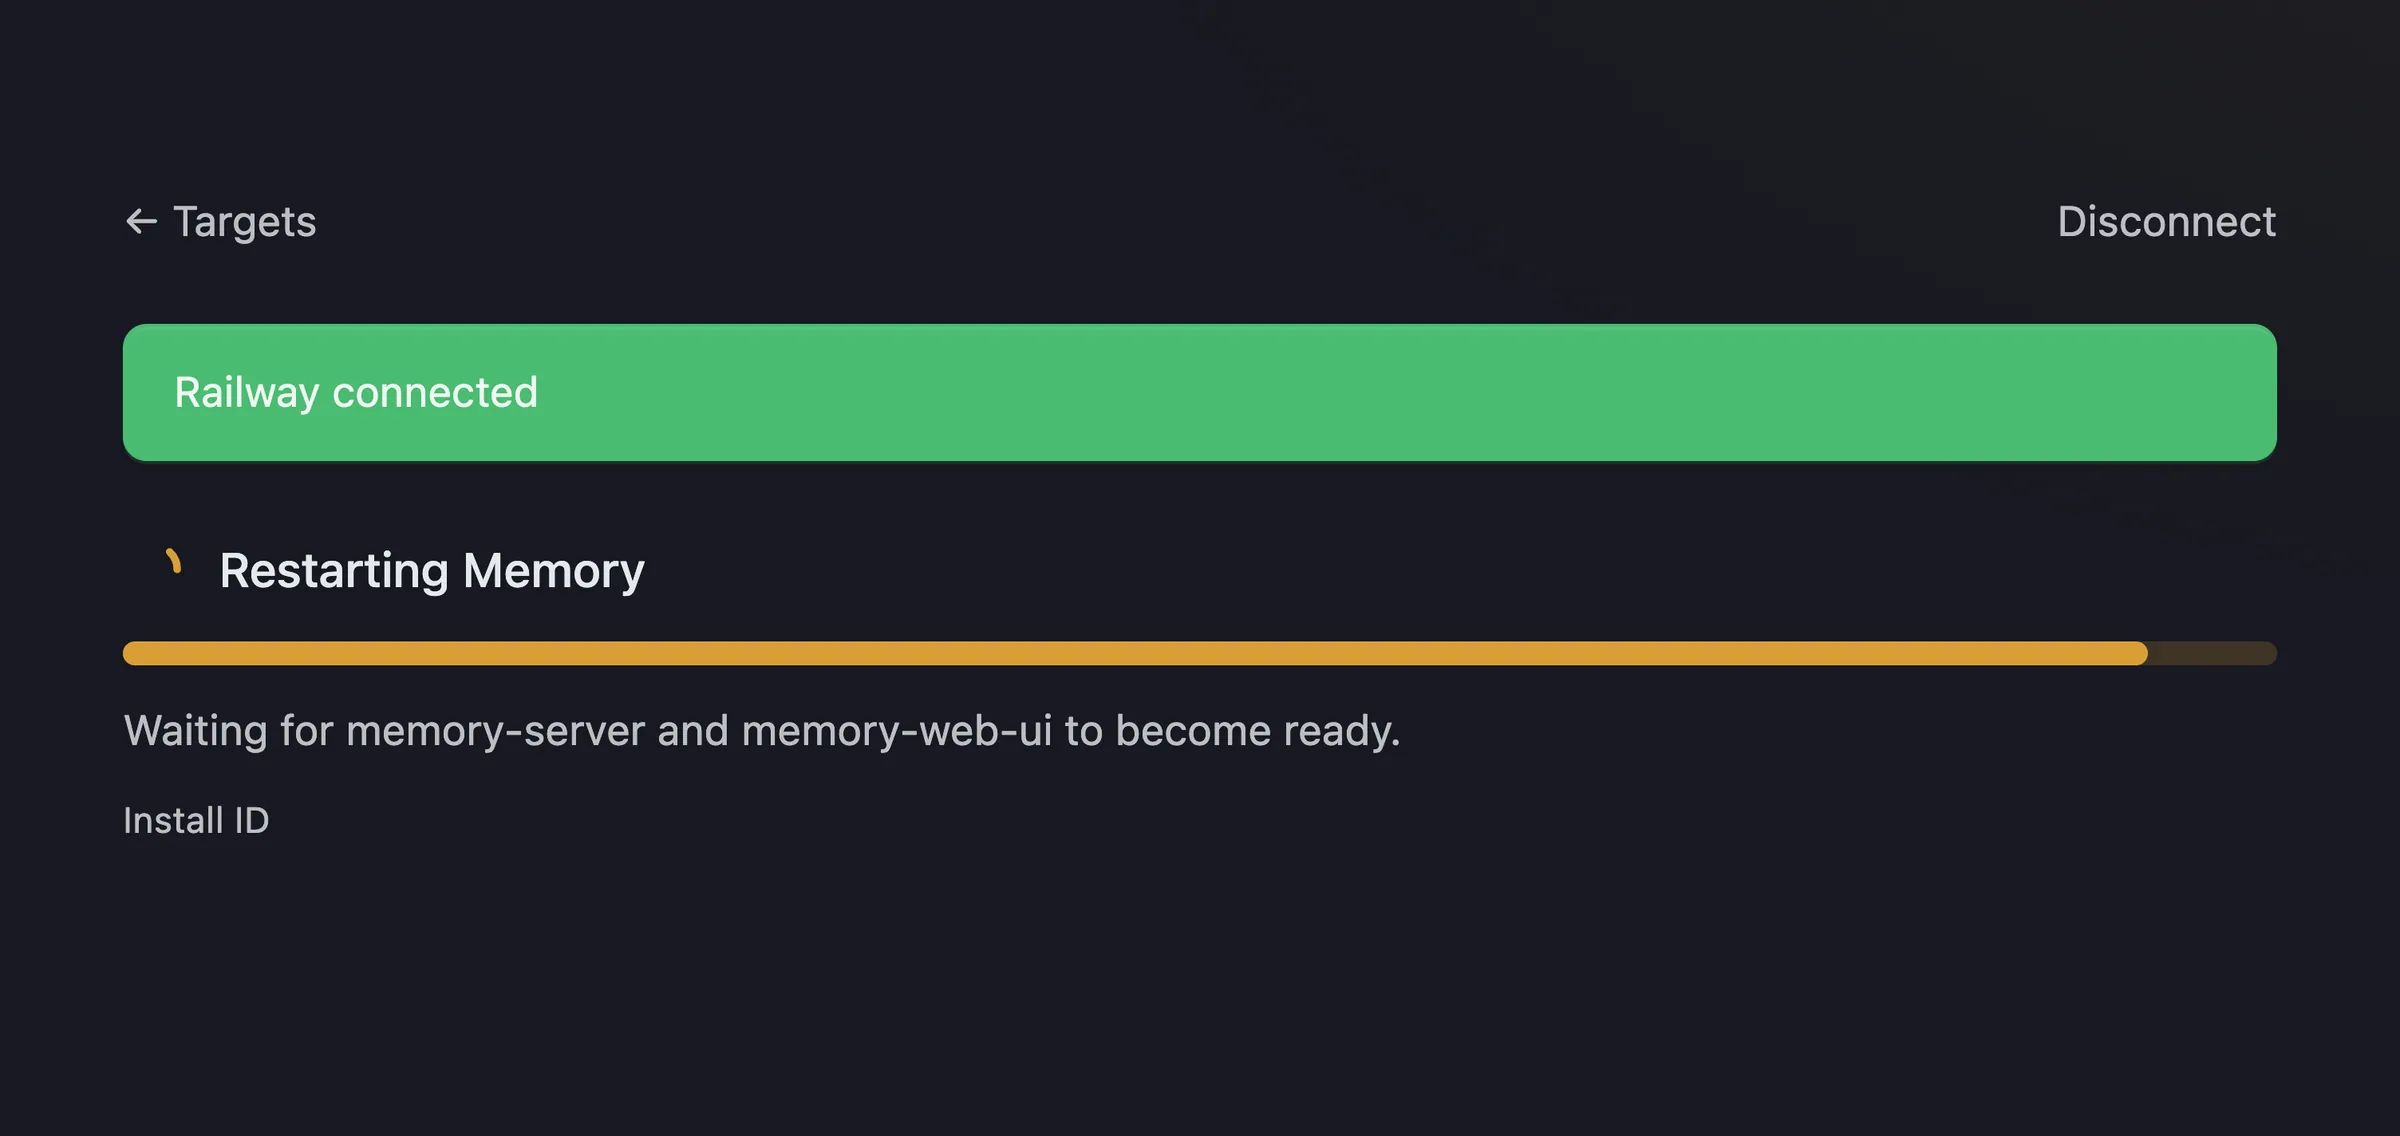 ← Targets
Disconnect
Railway connected
Restarting Memory
Waiting for memory-server and memory-web-ui to become ready.
Install ID